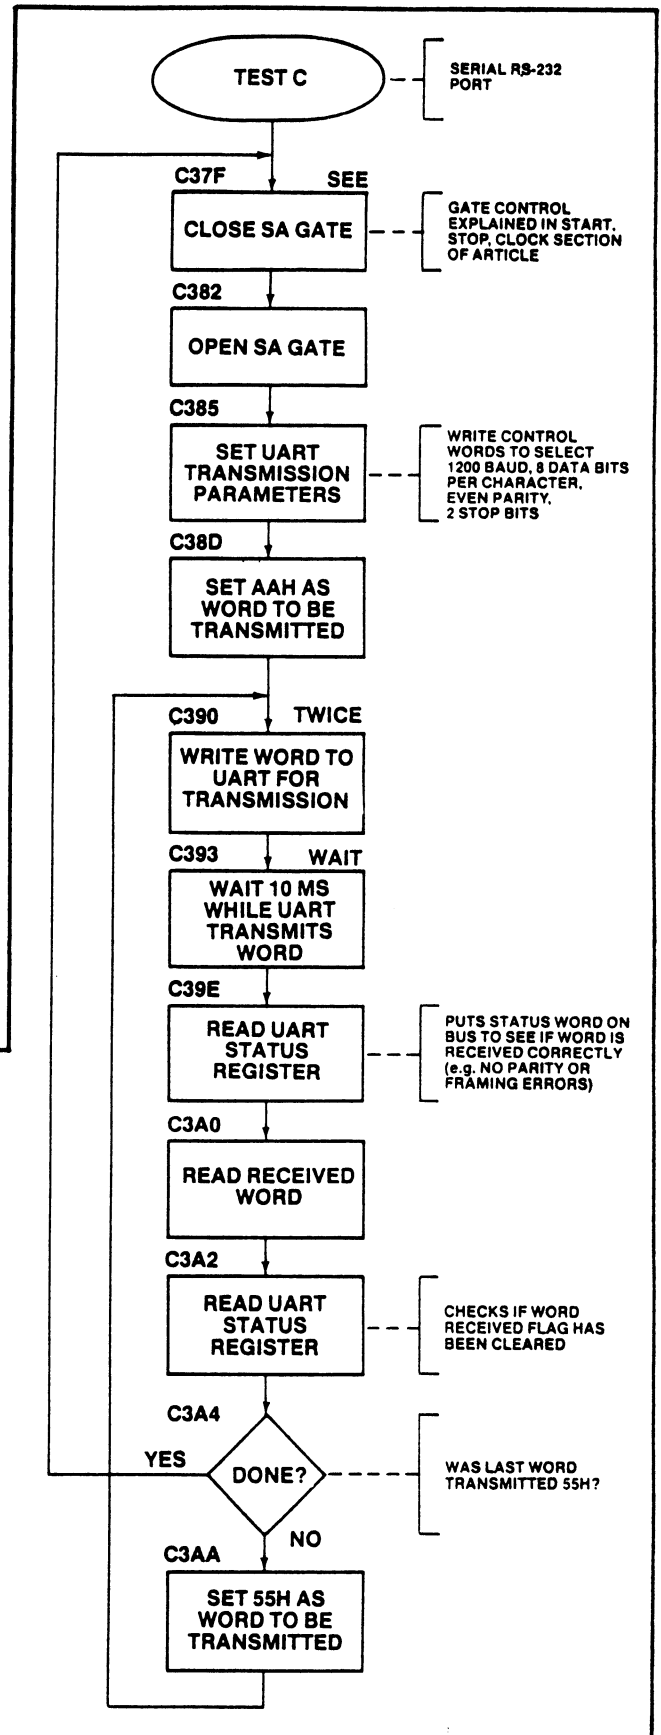 TEST C
SERIAL RS-232
PORT
C37F
SEE
CLOSE SA GATE
GATE CONTROL
EXPLAINED IN START.
STOP, CLOCK SECTION
OF ARTICLE
C382
OPEN SA GATE
C385
SET UART
TRANSMISSION
PARAMETERS
WRITE CONTROL
WORDS TO SELECT
1200 BAUD, 8 DATA BITS
PER CHARACTER,
EVEN PARITY,
2 STOP BITS
C38D
SET AAH AS
WORD TO BE
TRANSMITTED
C390
TWICE
WRITE WORD TO
UART FOR
TRANSMISSION
C393
WAIT
WAIT 10 MS
WHILE UART
TRANSMITS
WORD
C39E
READ UART
STATUS
REGISTER
PUTS STATUS WORD ON
BUS TO SEE IF WORD IS
RECEIVED CORRECTLY
(e.g. NO PARITY OR
FRAMING ERRORS)
C3A0
READ RECEIVED
WORD
C3A2
READ UART
STATUS
REGISTER
CHECKS IF WORD
RECEIVED FLAG HAS
BEEN CLEARED
C3A4
YES
DONE?
WAS LAST WORD
TRANSMITTED 55H?
NO
C3AA
SET 55H AS
WORD TO BE
TRANSMITTED